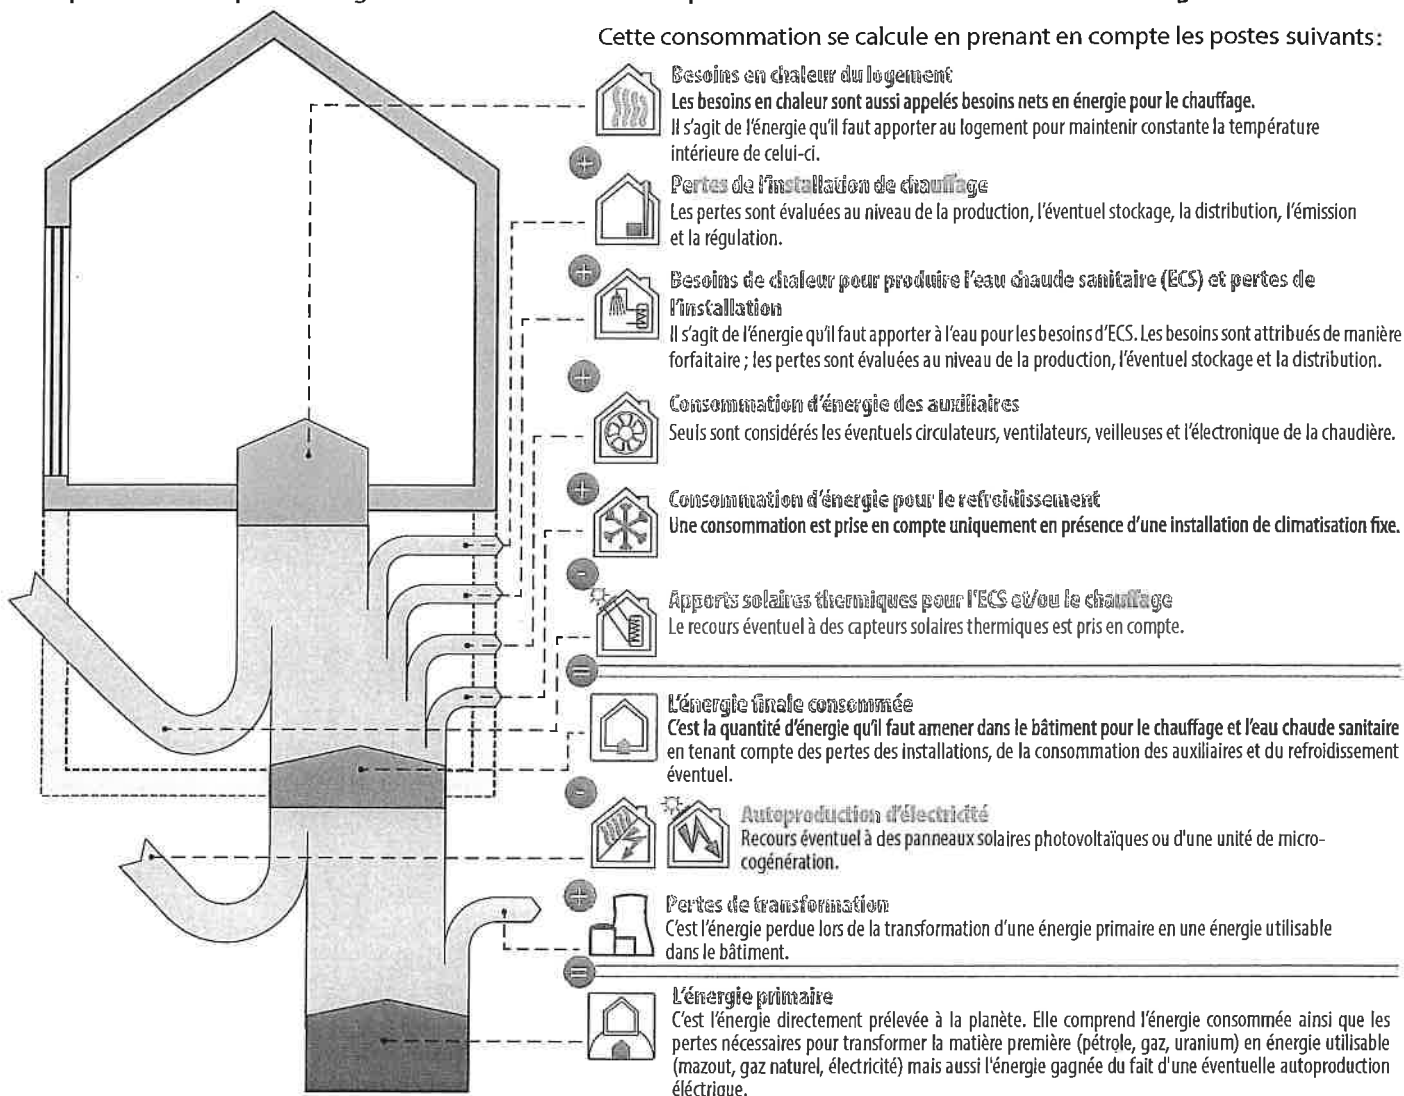 Cette consommation se calcule en prenant en compte les postes suivants:
Besoins en chaleur du logement
Les besoins en chaleur sont aussi appelés besoins nets en énergie pour le chauffage.
Il s'agit de l'énergie qu'il faut apporter au logement pour maintenir constante la température
intérieure de celui-ci.
+
Pertes de l'installation de chauffage
Les pertes sont évaluées au niveau de la production, l'éventuel stockage, la distribution, l'émission
et la régulation.
+
Besoins de chaleur pour produire l'eau chaude sanitaire (ECS) et pertes de
l'installation
Il s'agit de l'énergie qu'il faut apporter à l'eau pour les besoins d'ECS. Les besoins sont attribués de manière
forfaitaire ; les pertes sont évaluées au niveau de la production, l'éventuel stockage et la distribution.
+
Consommation d'énergie des auxiliaires
Seuls sont considérés les éventuels circulateurs, ventilateurs, veilleuses et l'électronique de la chaudière.
+
Consommation d'énergie pour le refroidissement
Une consommation est prise en compte uniquement en présence d'une installation de climatisation fixe.
-
Apports solaires thermiques pour l'ECS et/ou le chauffage
Le recours éventuel à des capteurs solaires thermiques est pris en compte.
=
L'énergie finale consommée
C'est la quantité d'énergie qu'il faut amener dans le bâtiment pour le chauffage et l'eau chaude sanitaire
en tenant compte des pertes des installations, de la consommation des auxiliaires et du refroidissement
éventuel.
-
Autoproduction d'électricité
Recours éventuel à des panneaux solaires photovoltaïques ou d'une unité de micro-
cogénération.
+
Pertes de transformation
C'est l'énergie perdue lors de la transformation d'une énergie primaire en une énergie utilisable
dans le bâtiment.
=
L'énergie primaire
C'est l'énergie directement prélevée à la planète. Elle comprend l'énergie consommée ainsi que les
pertes nécessaires pour transformer la matière première (pétrole, gaz, uranium) en énergie utilisable
(mazout, gaz naturel, électricité) mais aussi l'énergie gagnée du fait d'une éventuelle autoproduction
éléctrique.